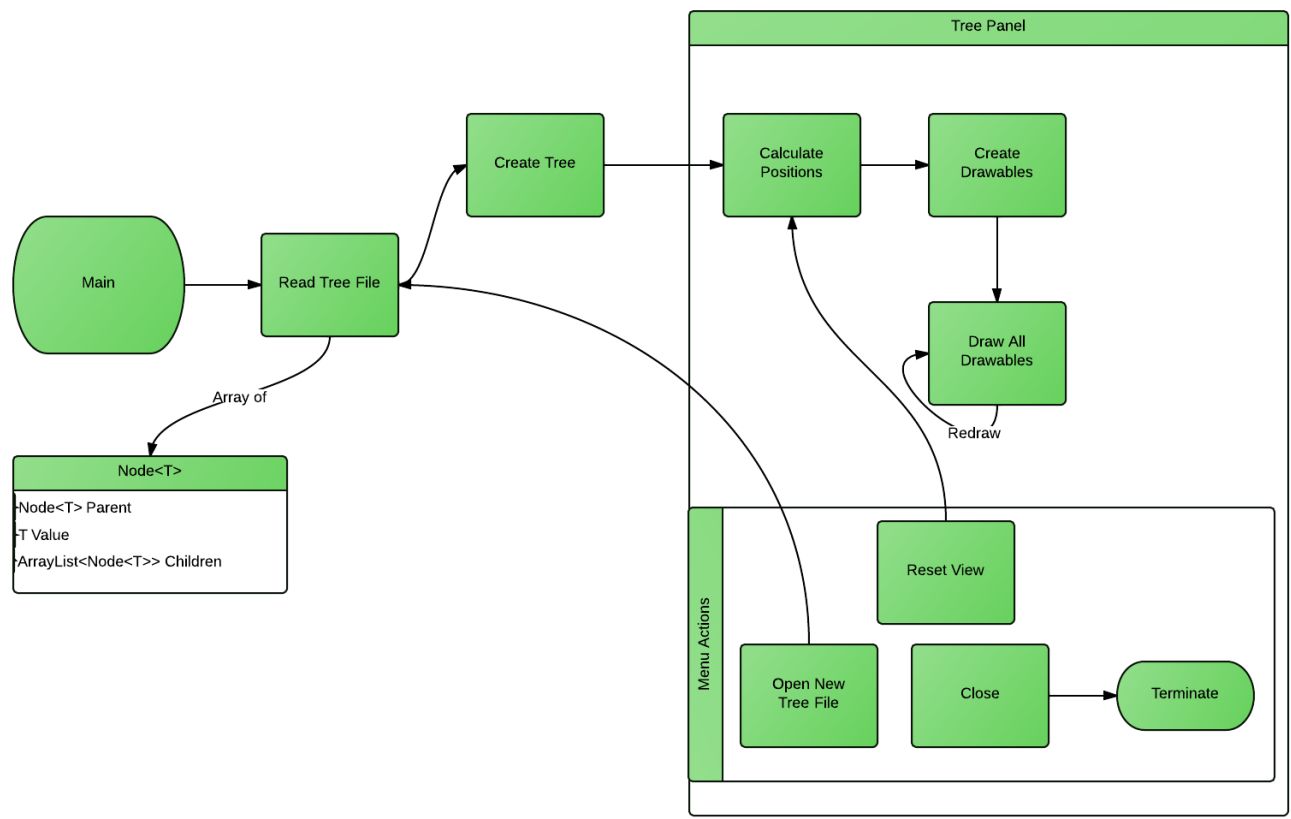 Tree Panel
Create Tree
Calculate
Positions
Create
Drawables
Main
Read Tree File
Draw All
Drawables
Array of
Redraw
Node<T>
Node<T> Parent
T Value
ArrayList<Node<T>> Children
Menu Actions
Reset View
Open New
Tree File
Close
Terminate